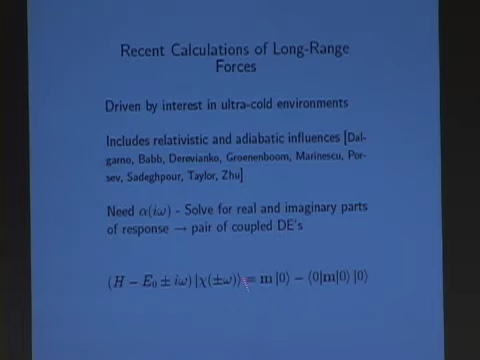 Recent Calculations of Long-Range
Forces
Driven by interest in ultra-cold environments
Includes relativistic and adiabatic influences [Dal-
garno, Babb, Derevianko, Groenenboom, Marinescu, Por-
sev, Sadeghpour, Taylor, Zhu]
Need α(iω) - Solve for real and imaginary parts
of response → pair of coupled DE's
(H − E₀ ± iω) |χ(±ω)⟩ = m |0⟩ − ⟨0|m|0⟩ |0⟩